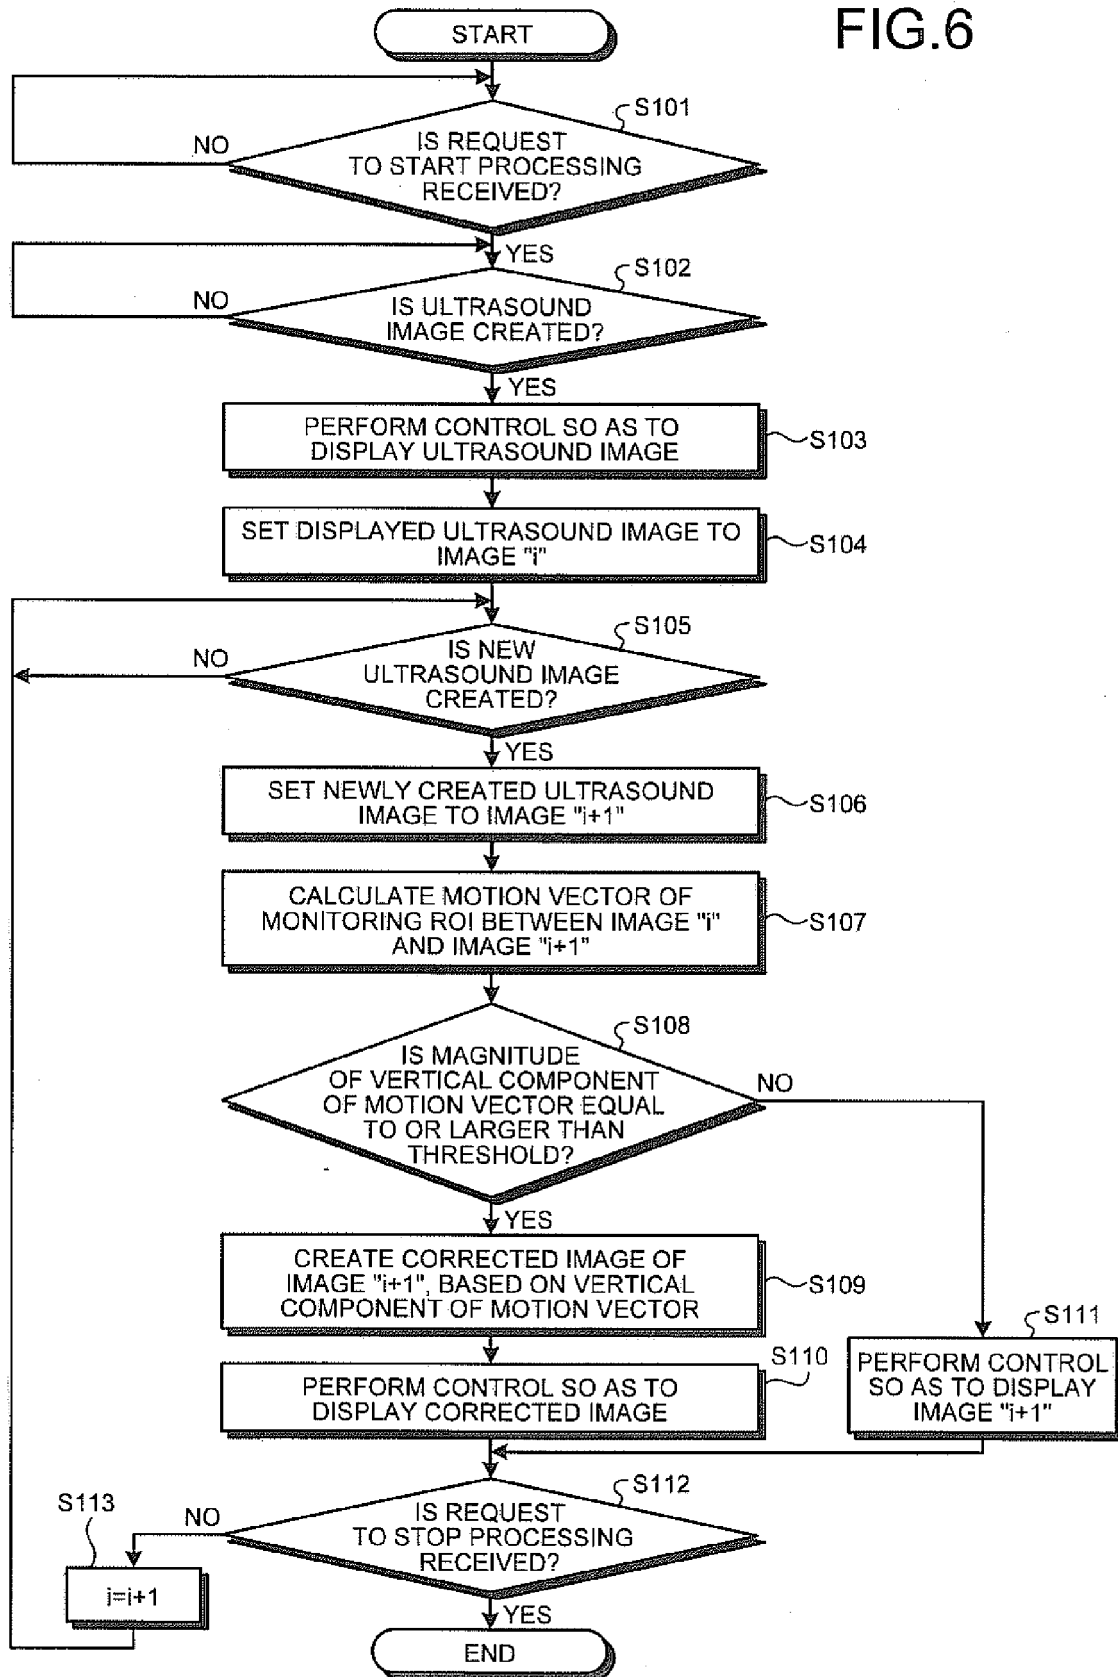 FIG.6
START
S101
IS REQUEST
TO START PROCESSING
RECEIVED?
NO
YES
S102
IS ULTRASOUND
IMAGE CREATED?
NO
YES
PERFORM CONTROL SO AS TO
DISPLAY ULTRASOUND IMAGE
S103
SET DISPLAYED ULTRASOUND IMAGE TO
IMAGE "i"
S104
S105
IS NEW
ULTRASOUND IMAGE
CREATED?
NO
YES
SET NEWLY CREATED ULTRASOUND
IMAGE TO IMAGE "i+1"
S106
CALCULATE MOTION VECTOR OF
MONITORING ROI BETWEEN IMAGE "i"
AND IMAGE "i+1"
S107
S108
IS MAGNITUDE
OF VERTICAL COMPONENT
OF MOTION VECTOR EQUAL
TO OR LARGER THAN
THRESHOLD?
NO
YES
CREATE CORRECTED IMAGE OF
IMAGE "i+1", BASED ON VERTICAL
COMPONENT OF MOTION VECTOR
S109
S110
PERFORM CONTROL SO AS TO
DISPLAY CORRECTED IMAGE
S111
PERFORM CONTROL
SO AS TO DISPLAY
IMAGE "i+1"
S112
IS REQUEST
TO STOP PROCESSING
RECEIVED?
NO
S113
i=i+1
YES
END